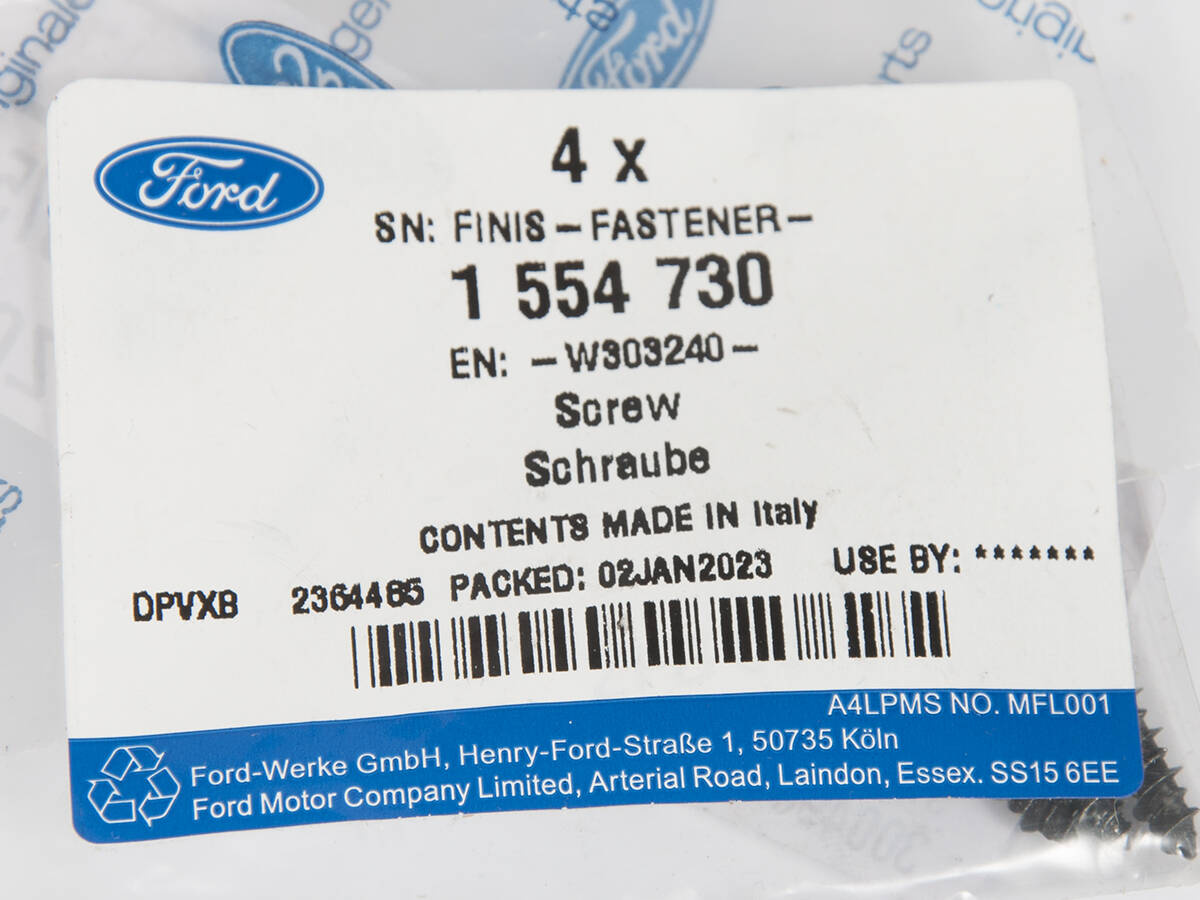 Ford
4 x
SN: FINIS - FASTENER -
1 554 730
EN: - W303240 -
Screw
Schraube
CONTENTS MADE IN Italy
DPVXB 2364485 PACKED: 02JAN2023 USE BY: *******
A4LPMS NO. MFL001
Ford-Werke GmbH, Henry-Ford-Straße 1, 50735 Köln
Ford Motor Company Limited, Arterial Road, Laindon, Essex. SS15 6EE